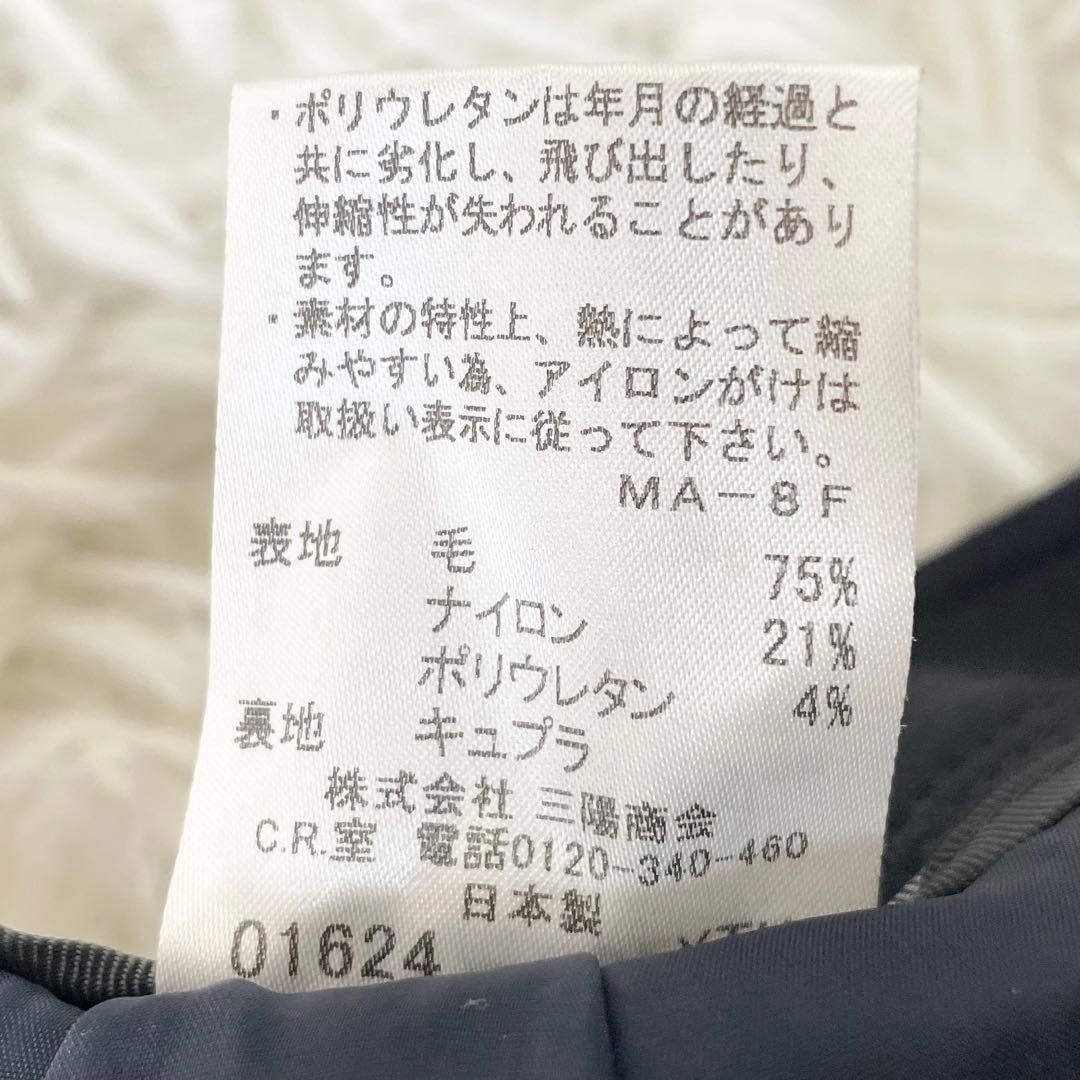 ・ポリウレタンは年月の経過と
共に劣化し、飛び出したり、
伸縮性が失われることがあり
ます。
・素材の特性上、熱によって縮
みやすい為、アイロンがけは
取扱い表示に従って下さい。
MA-8F
表地 毛 75%
ナイロン 21%
ポリウレタン 4%
裏地 キュプラ
株式会社 三陽商会
C.R.室 電話0120-340-460
日本製
01624